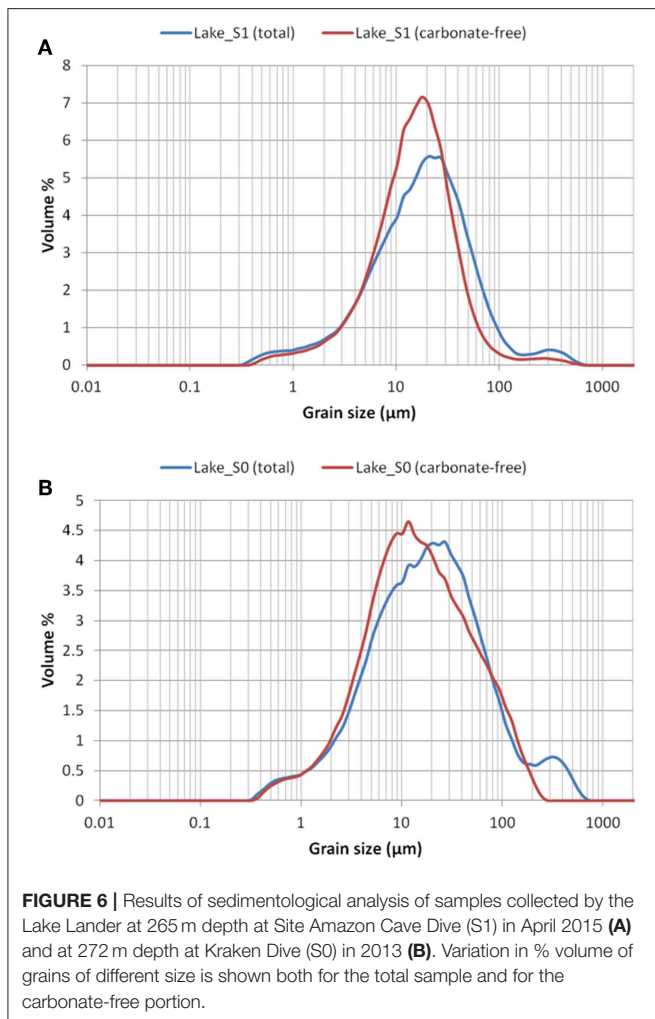 A
Lake_S1 (total) Lake_S1 (carbonate-free)
8
7
6
5
4
3
2
1
0
Volume %
0.01 0.1 1 10 100 1000
Grain size (µm)
B
Lake_S0 (total) Lake_S0 (carbonate-free)
5
4.5
4
3.5
3
2.5
2
1.5
1
0.5
0
Volume %
0.01 0.1 1 10 100 1000
Grain size (µm)
FIGURE 6 | Results of sedimentological analysis of samples collected by the
Lake Lander at 265 m depth at Site Amazon Cave Dive (S1) in April 2015 (A)
and at 272 m depth at Kraken Dive (S0) in 2013 (B). Variation in % volume of
grains of different size is shown both for the total sample and for the
carbonate-free portion.